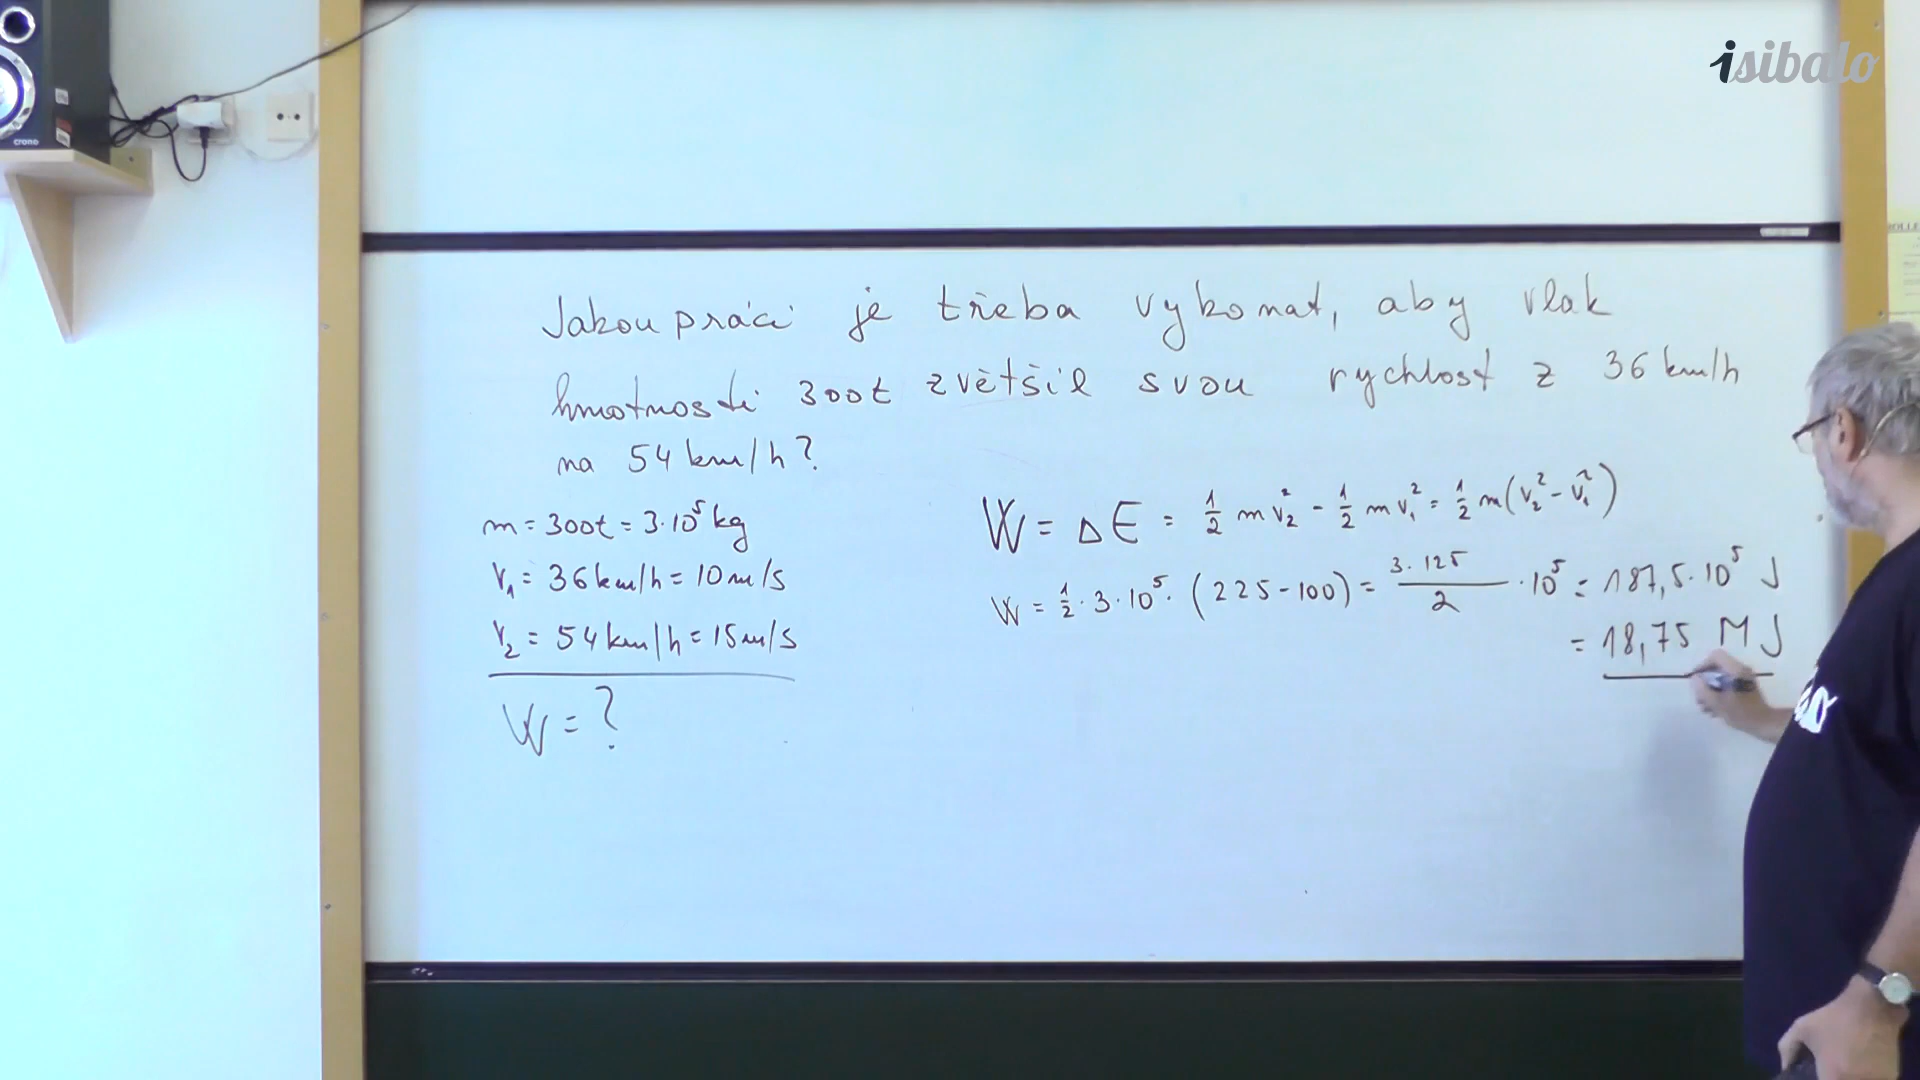 isibalo
crono
Jakou práci je třeba vykonat, aby vlak
hmotnosti 300t zvětšil svou rychlost z 36 km/h
na 54 km/h?
m = 300t = 3·10⁵ kg
v₁ = 36 km/h = 10 m/s
v₂ = 54 km/h = 15 m/s
W = ?
W = ΔE = 1/2 m v₂² - 1/2 m v₁² = 1/2 m (v₂² - v₁²)
W = 1/2 · 3 · 10⁵ · (225 - 100) = 3·125/2 · 10⁵ = 187,5 · 10⁵ J
= 18,75 MJ